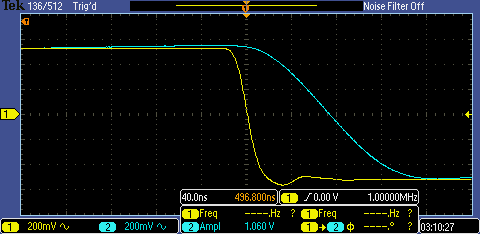 Tek 136/512 Trig'd Noise Filter Off
T
1
40.0ns 496.800ns 1 0.00 V 1.00000MHz
1 Freq -----.Hz ? 1 Freq -----.Hz ?
2 Ampl 1.060 V 1 2 ϕ -----.° ?
1 200mV 2 200mV 03:10:27